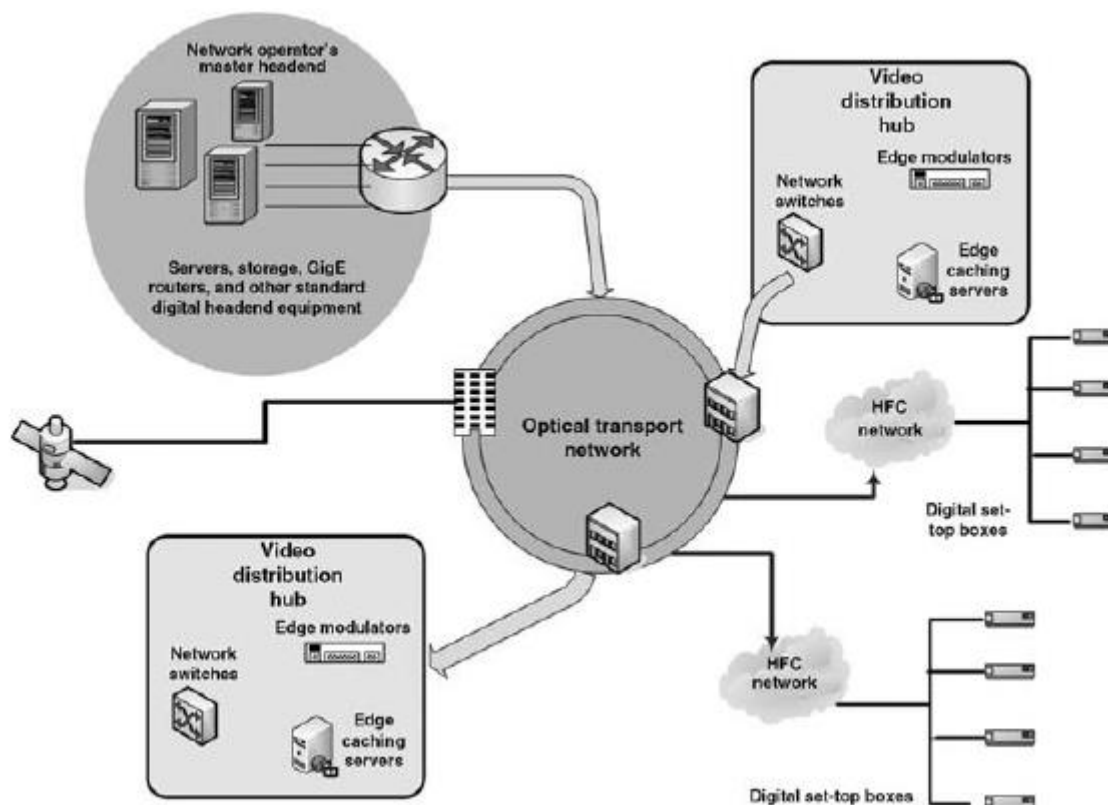 Network operator's
master headend
Servers, storage, GigE
routers, and other standard
digital headend equipment
Video
distribution
hub
Edge modulators
Network
switches
Edge
caching
servers
Optical transport
network
HFC
network
Digital set-
top boxes
Video
distribution
hub
Edge modulators
Network
switches
Edge
caching
servers
HFC
network
Digital set-top boxes